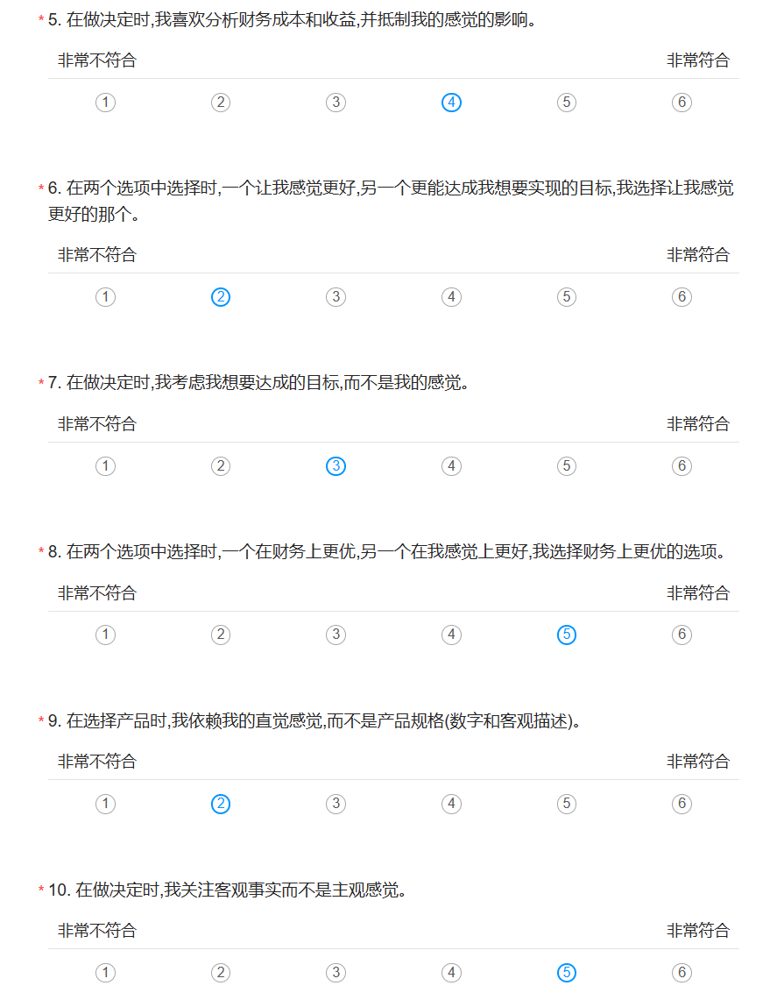 * 5. 在做决定时,我喜欢分析财务成本和收益,并抵制我的感觉的影响。
非常不符合 非常符合
1 2 3 4 5 6
* 6. 在两个选项中选择时,一个让我感觉更好,另一个更能达成我想要实现的目标,我选择让我感觉
更好的那个。
非常不符合 非常符合
1 2 3 4 5 6
* 7. 在做决定时,我考虑我想要达成的目标,而不是我的感觉。
非常不符合 非常符合
1 2 3 4 5 6
* 8. 在两个选项中选择时,一个在财务上更优,另一个在我感觉上更好,我选择财务上更优的选项。
非常不符合 非常符合
1 2 3 4 5 6
* 9. 在选择产品时,我依赖我的直觉感觉,而不是产品规格(数字和客观描述)。
非常不符合 非常符合
1 2 3 4 5 6
* 10. 在做决定时,我关注客观事实而不是主观感觉。
非常不符合 非常符合
1 2 3 4 5 6